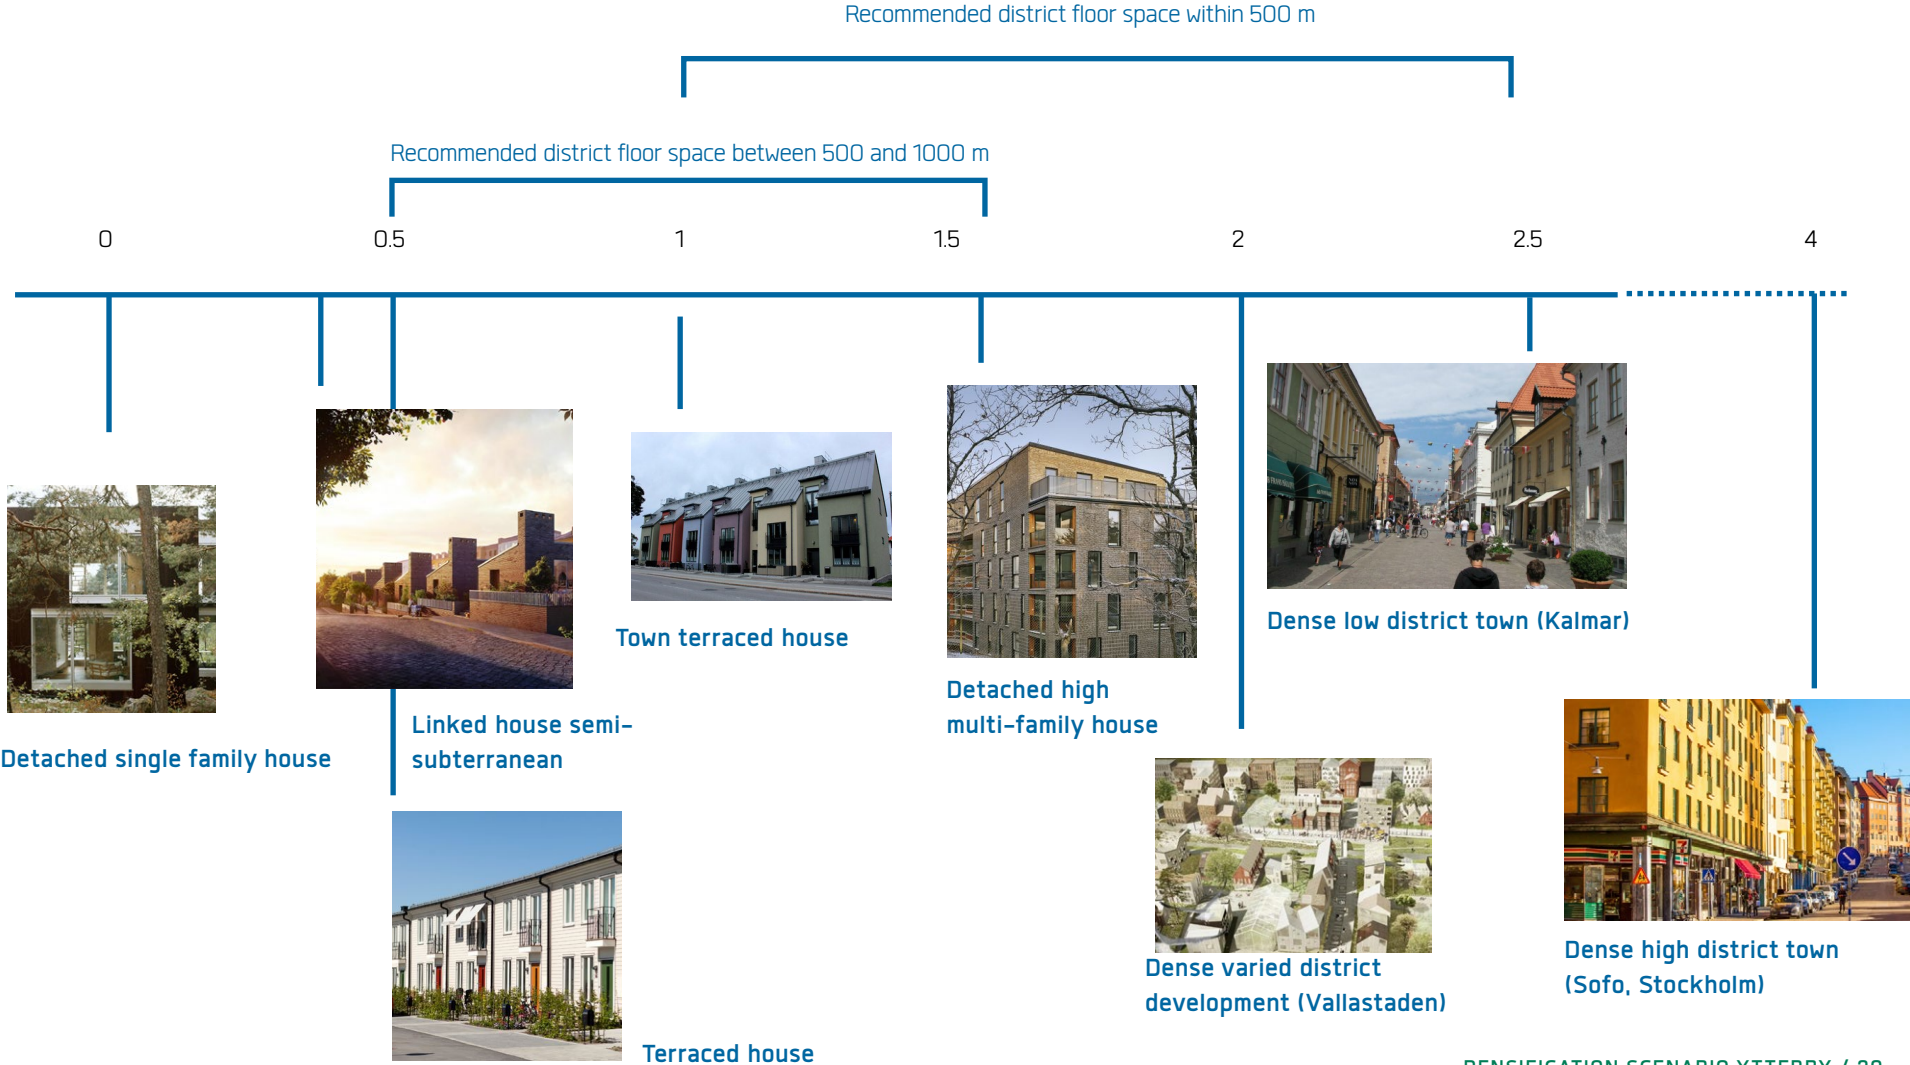 Recommended district floor space within 500 m
Recommended district floor space between 500 and 1000 m
0
0.5
1
1.5
2
2.5
4
Dense low district town (Kalmar)
Town terraced house
Detached high
multi-family house
Linked house semi-
subterranean
Detached single family house
Dense high district town
(Sofo, Stockholm)
Dense varied district
development (Vallastaden)
Terraced house